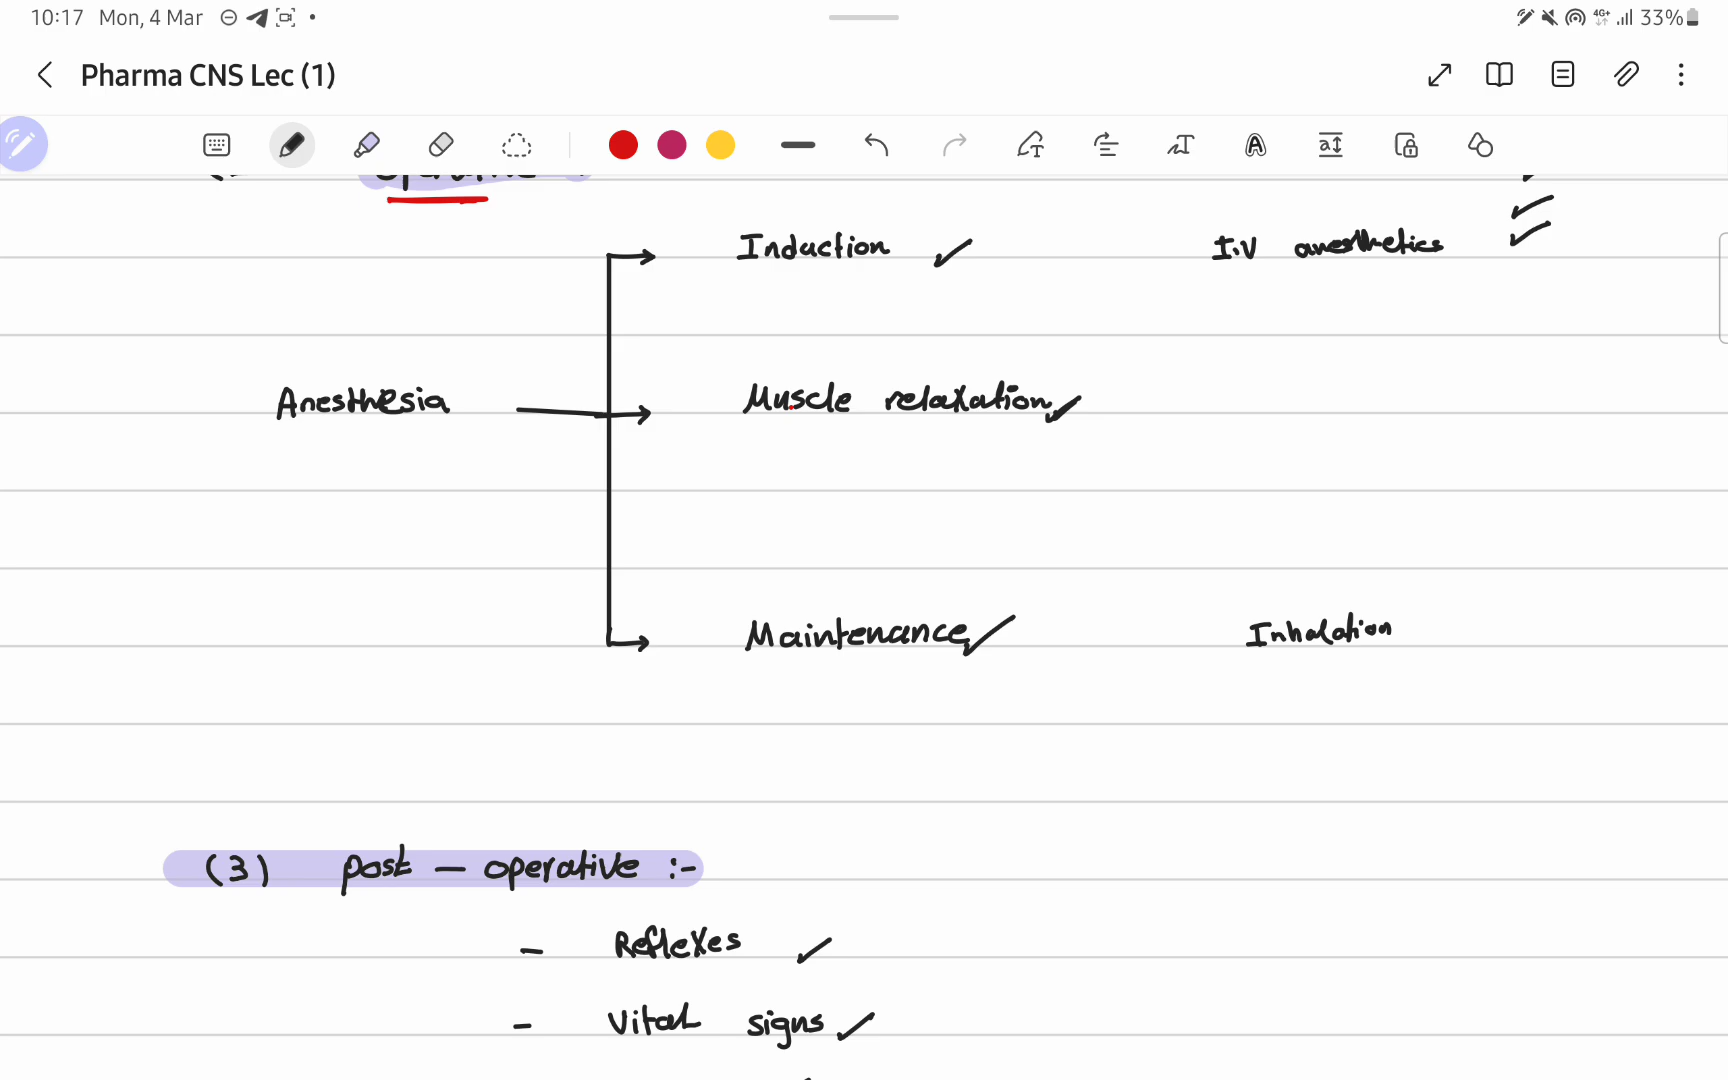 10:17 Mon, 4 Mar 4G+ 33%
Pharma CNS Lec (1)
Induction I.V anesthetics
Anesthesia Muscle relaxation
Maintenance Inhalation
(3) post - operative :-
- Reflexes
- Vital signs